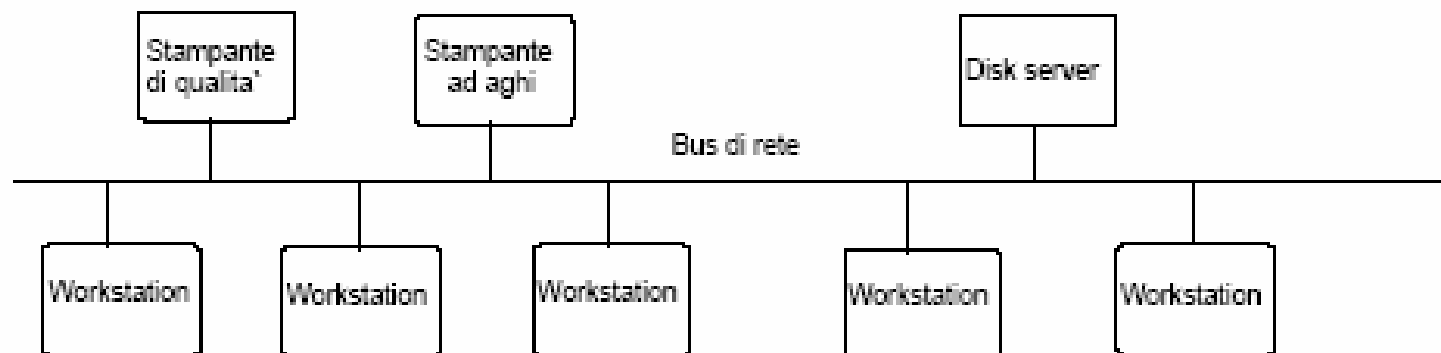 Stampante
di qualita'
Stampante
ad aghi
Disk server
Bus di rete
Workstation
Workstation
Workstation
Workstation
Workstation